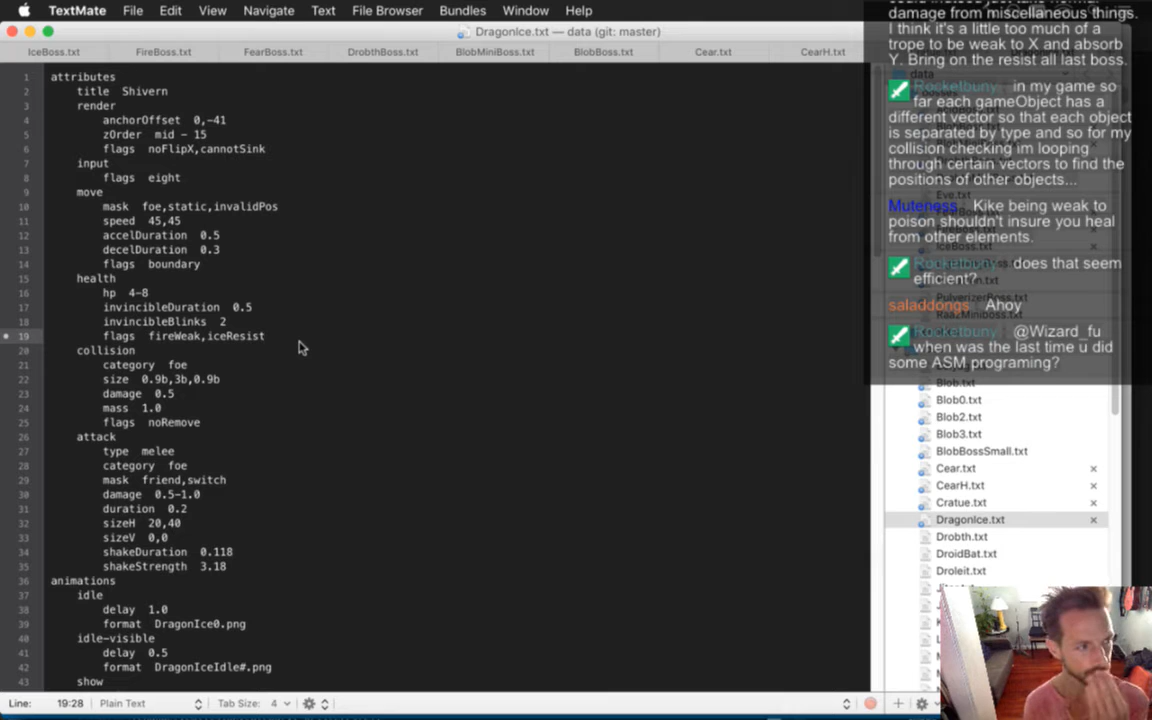 TextMate File Edit View Navigate Text File Browser Bundles Window Help
DragonIce.txt — data (git: master)
IceBoss.txt FireBoss.txt FearBoss.txt DrobthBoss.txt BlobMiniBoss.txt BlobBoss.txt Cear.txt CearH.txt
1 attributes
2 title Shivern
3 render
4 anchorOffset 0,-41
5 zOrder mid - 15
6 flags noFlipX,cannotSink
7 input
8 flags eight
9 move
10 mask foe,static,invalidPos
11 speed 45,45
12 accelDuration 0.5
13 decelDuration 0.3
14 flags boundary
15 health
16 hp 4-8
17 invincibleDuration 0.5
18 invincibleBlinks 2
19 flags fireWeak,iceResist
20 collision
21 category foe
22 size 0.9b,3b,0.9b
23 damage 0.5
24 mass 1.0
25 flags noRemove
26 attack
27 type melee
28 category foe
29 mask friend,switch
30 damage 0.5-1.0
31 duration 0.2
32 sizeH 20,40
33 sizeV 0,0
34 shakeDuration 0.118
35 shakeStrength 3.18
36 animations
37 idle
38 delay 1.0
39 format DragonIce0.png
40 idle-visible
41 delay 0.5
42 format DragonIceIdle#.png
43 show
Line: 19:28 Plain Text Tab Size: 4
damage from miscellaneous things.
I think it's a little too much of a
trope to be weak to X and absorb
Y. Bring on the resist all last boss.
data
Rocketbuny in my game so
far each gameObject has a
different vector so that each object
is separated by type and so for my
collision checking im looping
through certain vectors to find the
positions of other objects...
Eve.txt
Muteness Kike being weak to
poison shouldn't insure you heal
from other elements.
IceBoss.txt
Rocketbuny does that seem
efficient?
PulverizerBoss.txt
saladdongs Ahoy
RaazMiniboss.txt
Rocketbuny @Wizard_fu
when was the last time u did
some ASM programing?
Blob.txt
Blob0.txt
Blob2.txt
Blob3.txt
BlobBossSmall.txt
Cear.txt
CearH.txt
Cratue.txt
DragonIce.txt
Drobth.txt
DroidBat.txt
Droleit.txt